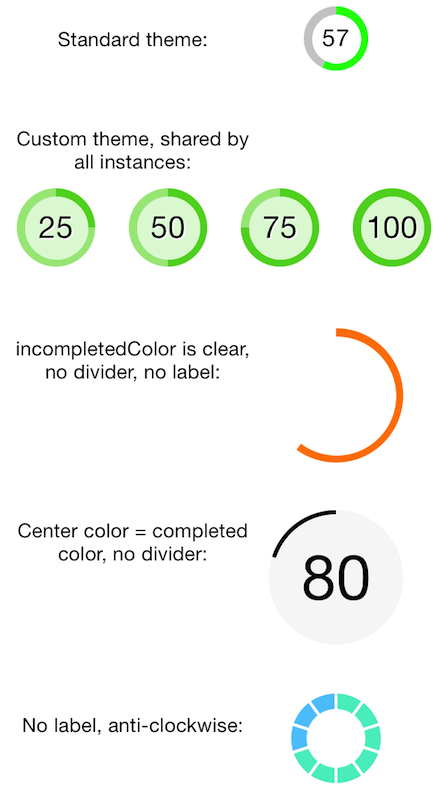 Standard theme:
57
Custom theme, shared by
all instances:
25 50 75 100
incompletedColor is clear,
no divider, no label:
Center color = completed
color, no divider:
80
No label, anti-clockwise: